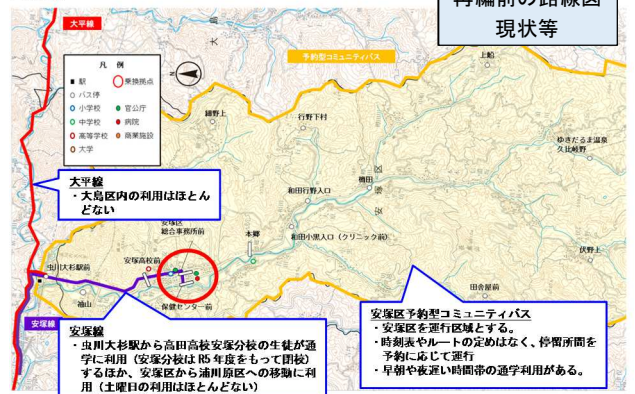 再編前の路線図
現状等
大平線
凡 例
駅
乗換拠点
バス停
小学校
官公庁
中学校
病院
高等学校
商業施設
大学
N
大島
予約型コミュニティバス
上船
細野上
行野下村
ゆきだるま温泉
久比岐野
大平線
・大島区内の利用はほとん
どない
和田行野入口
安塚区
安塚区
総合事務所前
本郷
和田小黒入口（クリニック前）
伏野上
虫川大杉駅前
安塚高校前
袖山
保健センター前
田舎屋前
安塚線
安塚線
・虫川大杉駅から高田高校安塚分校の生徒が通
学に利用（安塚分校はR5年度をもって閉校）
するほか、安塚区から浦川原区への移動に利
用（土曜日の利用はほとんどない）
安塚区予約型コミュニティバス
・安塚区を運行区域とする。
・時刻表やルートの定めはなく、停留所間を
予約に応じて運行
・早朝や夜遅い時間帯の通学利用がある。